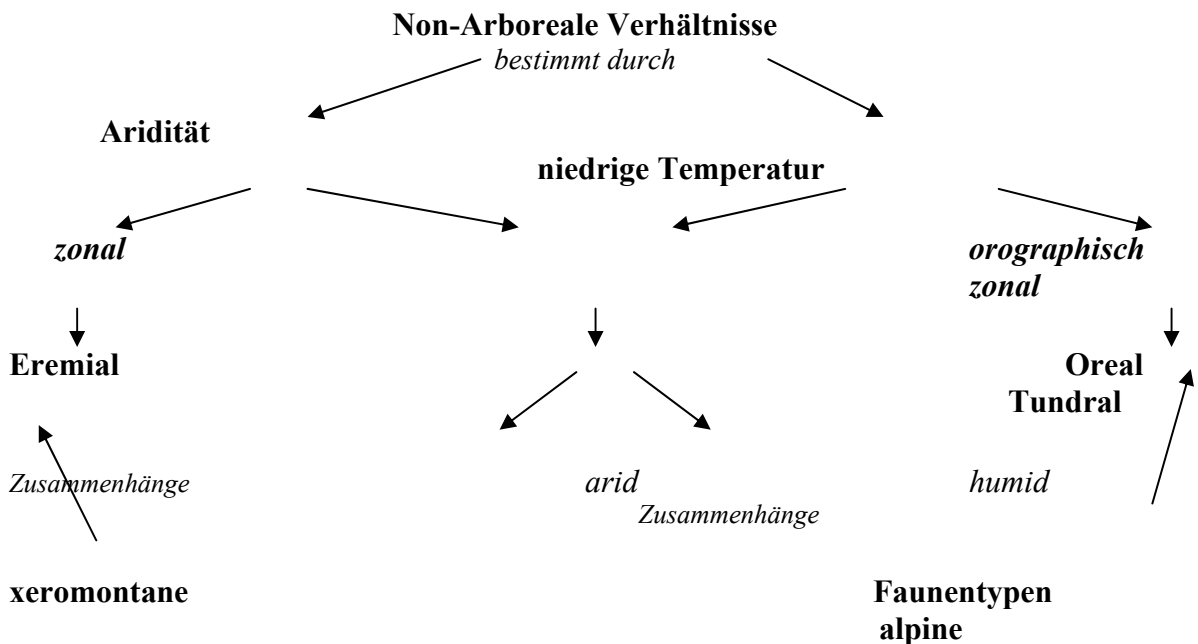 Non-Arboreale Verhältnisse
bestimmt durch
Aridität
niedrige Temperatur
zonal
orographisch
zonal
Eremial
Oreal
Tundral
Zusammenhänge
arid
humid
Zusammenhänge
xeromontane
Faunentypen
alpine